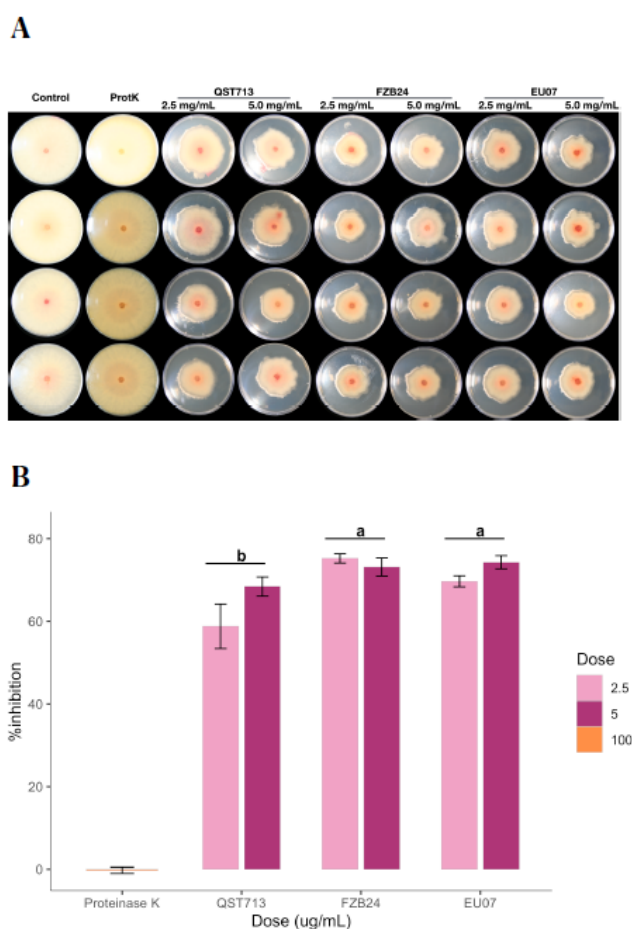 A
QST713 FZB24 EU07
Control ProtK 2.5 mg/mL 5.0 mg/mL 2.5 mg/mL 5.0 mg/mL 2.5 mg/mL 5.0 mg/mL
B
80
60
40
20
0
%inhibition
b
a
a
Dose
2.5
5
100
Proteinase K QST713 FZB24 EU07
Dose (ug/mL)